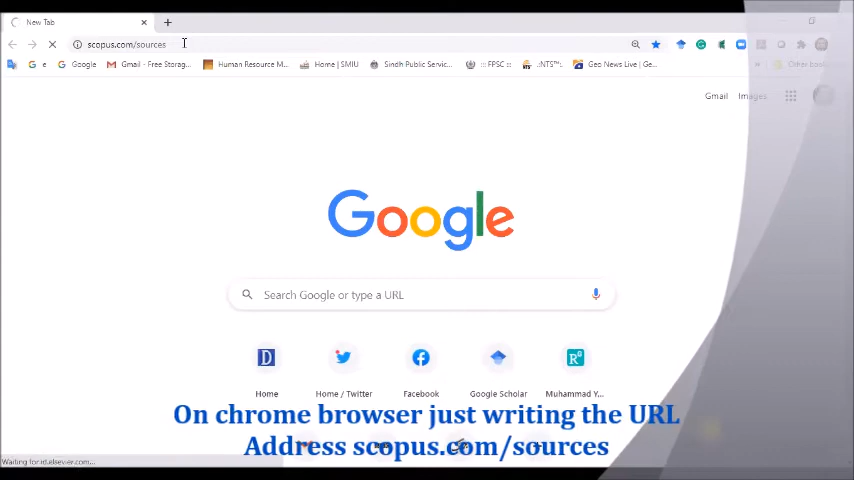 New Tab
scopus.com/sources
G e
Google
Gmail - Free Storag...
Human Resource M...
Home | SMIU
Sindh Public Servic...
::: FPSC :::
.:NTS™:.
Geo News Live | Ge...
Other book
Gmail
Images
Google
Search Google or type a URL
Home
Home / Twitter
Facebook
Google Scholar
Muhammad Y...
On chrome browser just writing the URL
Address scopus.com/sources
Waiting for id.elsevier.com...